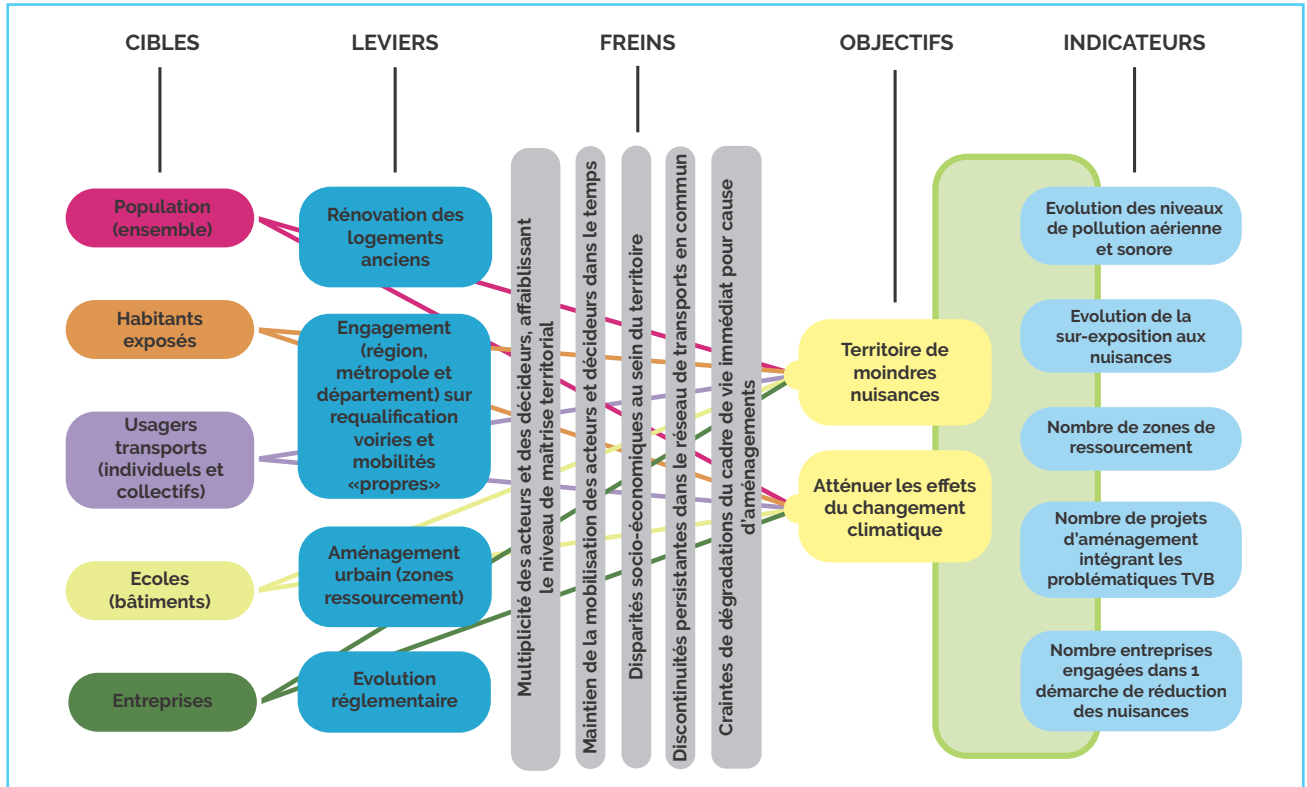 CIBLES
LEVIERS
FREINS
OBJECTIFS
INDICATEURS
Population
(ensemble)
Habitants
exposés
Usagers
transports
(individuels et
collectifs)
Ecoles
(bâtiments)
Entreprises
Rénovation des
logements
anciens
Engagement
(région,
métropole et
département) sur
requalification
voiries et
mobilités
«propres»
Aménagement
urbain (zones
ressourcement)
Evolution
réglementaire
Multiplicité des acteurs et des décideurs, affaiblissant
le niveau de maîtrise territorial
Maintien de la mobilisation des acteurs et décideurs dans le temps
Disparités socio-économiques au sein du territoire
Discontinuités persistantes dans le réseau de transports en commun
Craintes de dégradations du cadre de vie immédiat pour cause
d'aménagements
Territoire de
moindres
nuisances
Atténuer les effets
du changement
climatique
Evolution des niveaux
de pollution aérienne
et sonore
Evolution de la
sur-exposition aux
nuisances
Nombre de zones de
ressourcement
Nombre de projets
d'aménagement
intégrant les
problématiques TVB
Nombre entreprises
engagées dans 1
démarche de réduction
des nuisances